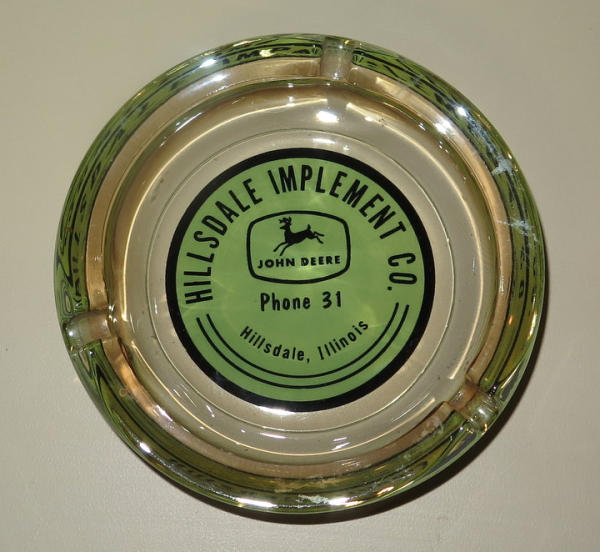 HILLSDALE IMPLEMENT CO.
JOHN DEERE
Phone 31
Hillsdale, Illinois